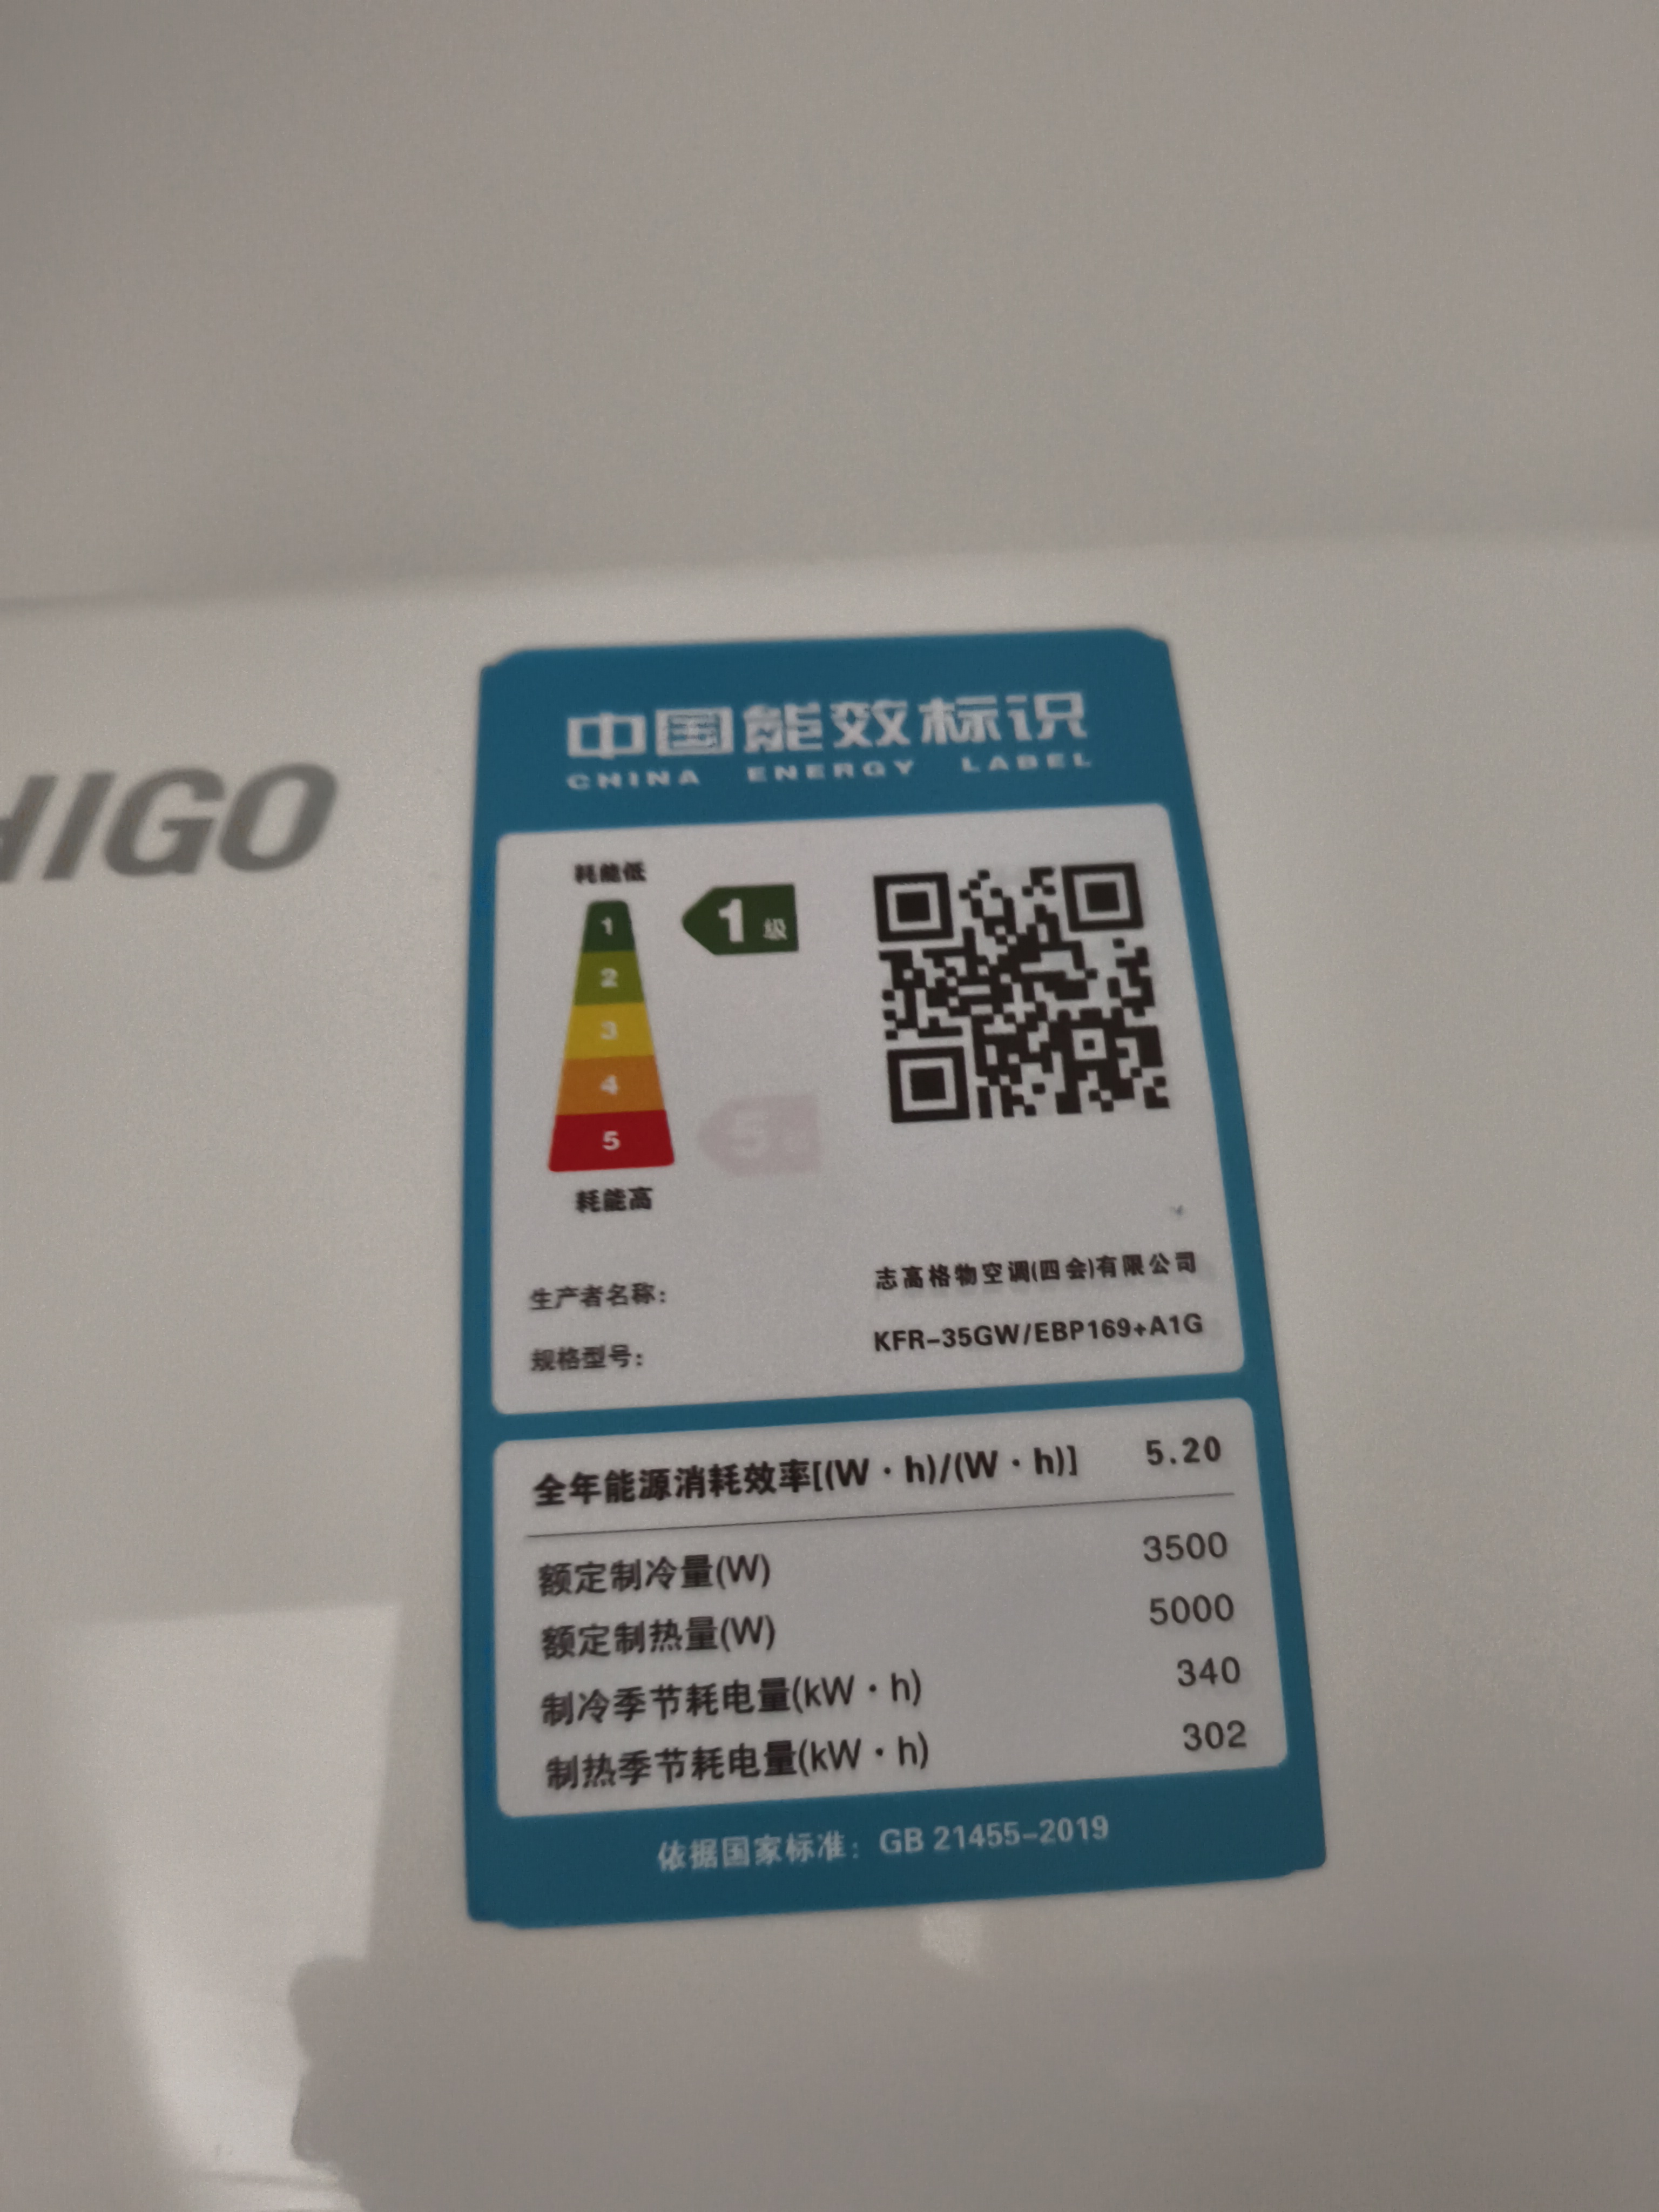 中国能效标识
CHINA ENERGY LABEL
HIGO
耗能低
1
1级
2
3
4
5
5
耗能高
生产者名称： 志高格物空调(四会)有限公司
规格型号： KFR-35GW/EBP169+A1G
全年能源消耗效率[(W·h)/(W·h)] 5.20
额定制冷量(W) 3500
额定制热量(W) 5000
制冷季节耗电量(kW·h) 340
制热季节耗电量(kW·h) 302
依据国家标准：GB 21455-2019